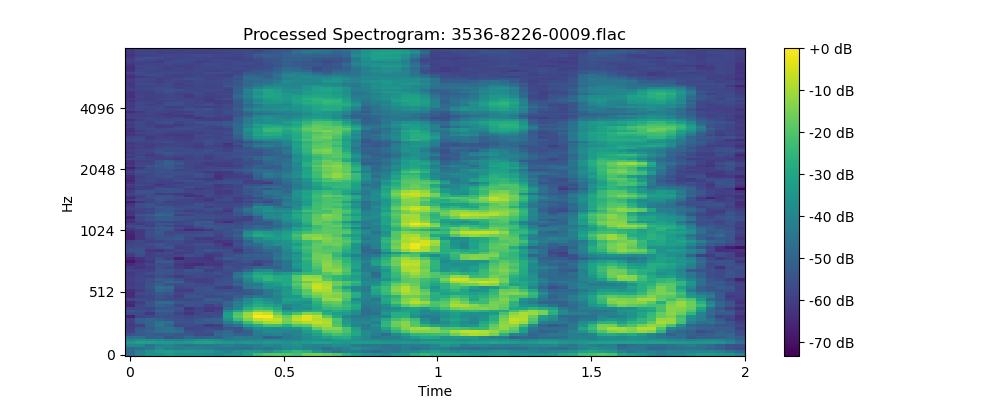 Processed Spectrogram: 3536-8226-0009.flac
Hz
4096
2048
1024
512
0
0
0.5
1
1.5
2
Time
+0 dB
-10 dB
-20 dB
-30 dB
-40 dB
-50 dB
-60 dB
-70 dB